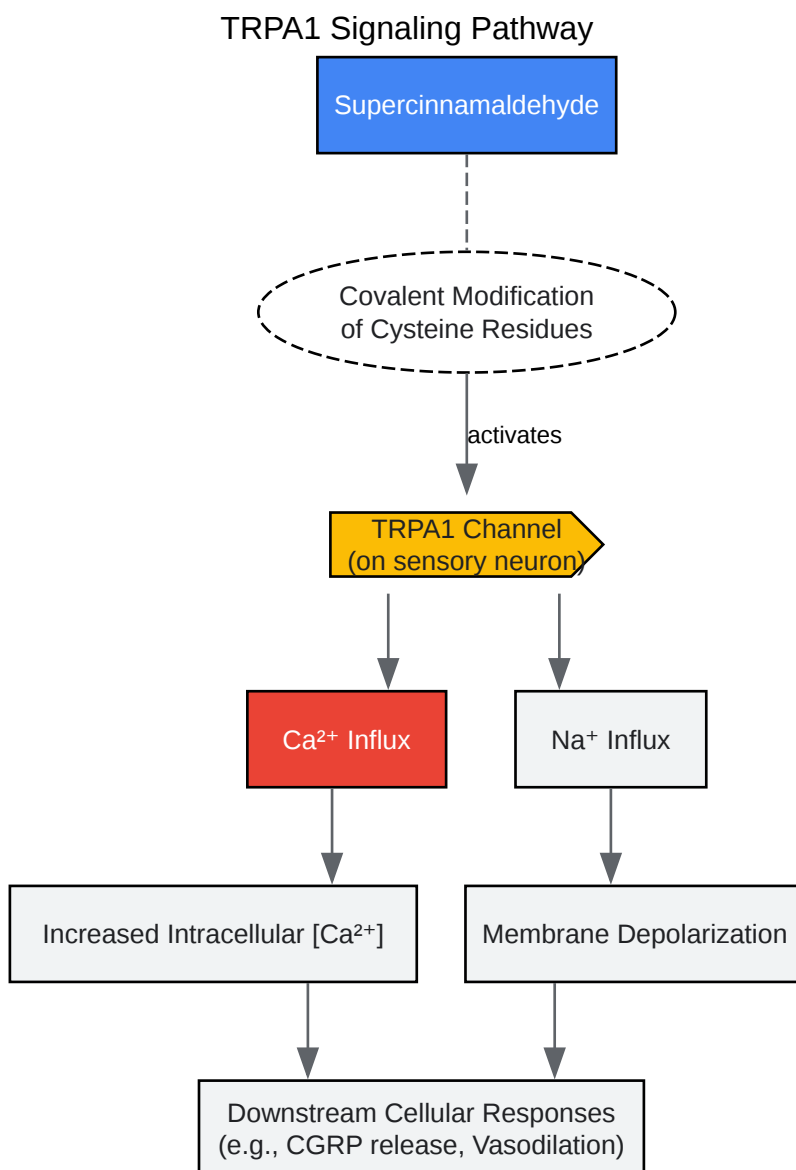 TRPA1 Signaling Pathway
Supercinnamaldehyde
Covalent Modification
of Cysteine Residues
activates
TRPA1 Channel
(on sensory neuron)
Ca²⁺ Influx
Na⁺ Influx
Increased Intracellular [Ca²⁺]
Membrane Depolarization
Downstream Cellular Responses
(e.g., CGRP release, Vasodilation)